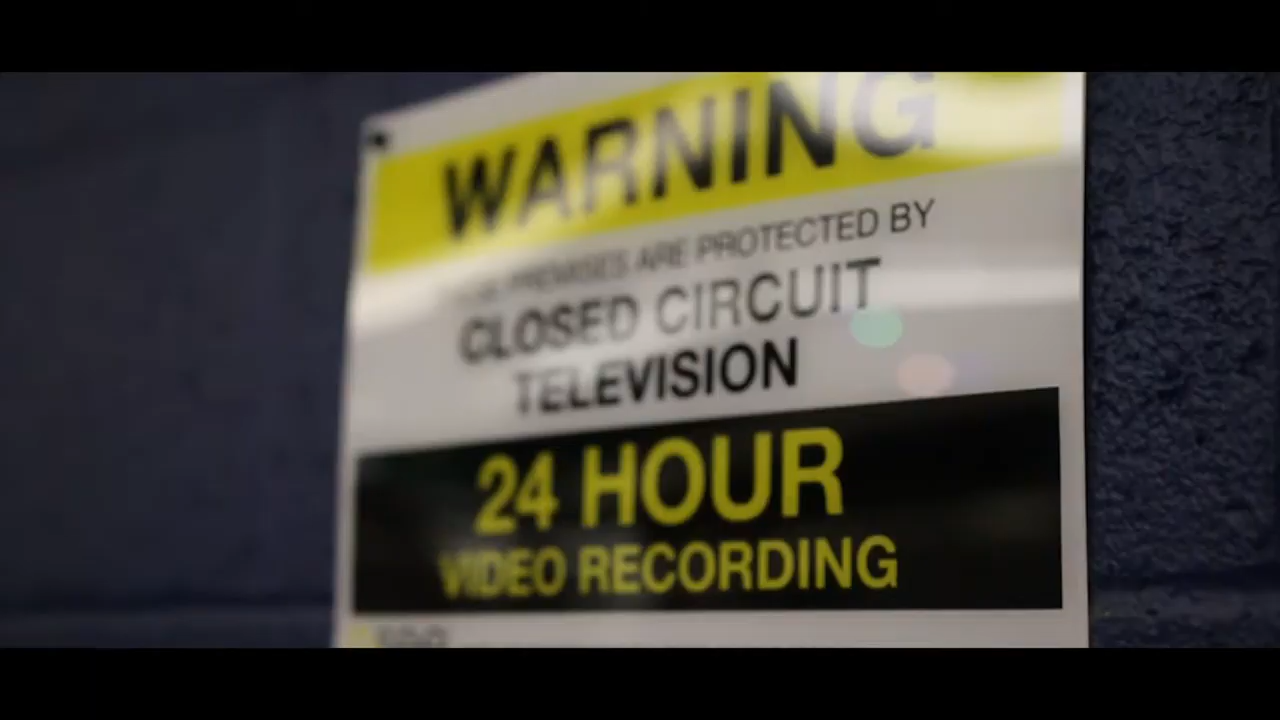 WARNING
PREMISES ARE PROTECTED BY
CLOSED CIRCUIT
TELEVISION
24 HOUR
VIDEO RECORDING